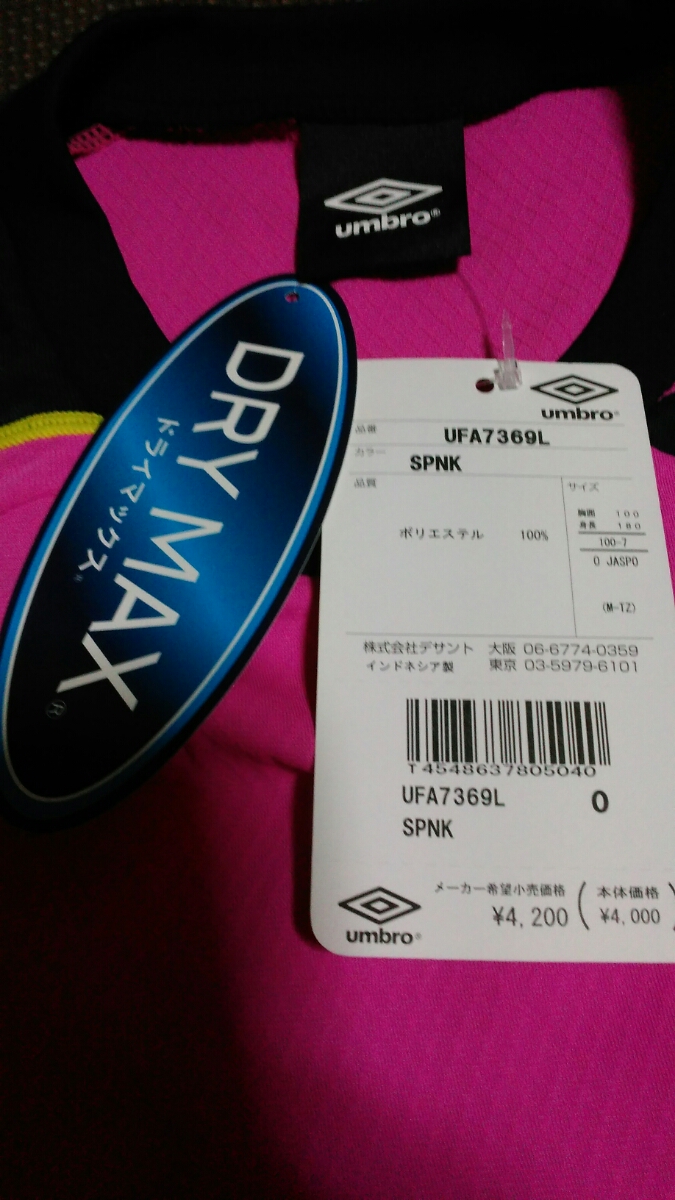 umbro®
DRY MAX®
ドライマックス®
umbro®
品番 UFA7369L
カラー SPNK
品質
サイズ
ポリエステル 100%
胸囲 100
身長 180
100-7
O JASPO
(M-TZ)
株式会社デサント 大阪 06-6774-0359
インドネシア製 東京 03-5979-6101
T4548637805040
UFA7369L O
SPNK
umbro®
メーカー希望小売価格 (本体価格)
¥4,200 ¥4,000